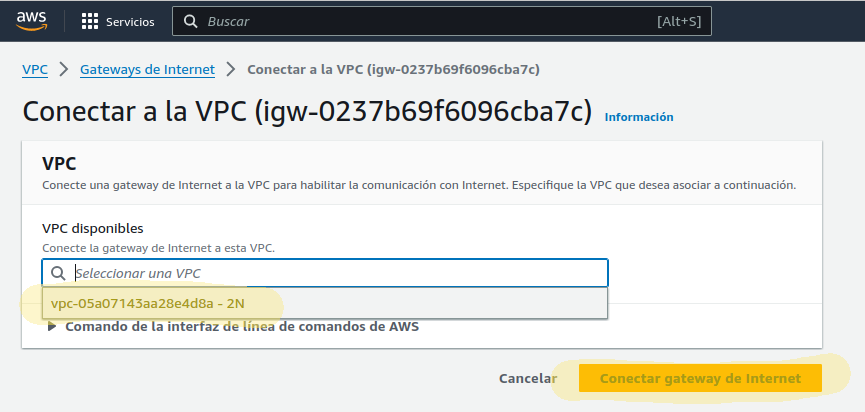 aws
Servicios
Buscar
[Alt+S]
VPC > Gateways de Internet > Conectar a la VPC (igw-0237b69f6096cba7c)
Conectar a la VPC (igw-0237b69f6096cba7c) Información
VPC
Conecte una gateway de Internet a la VPC para habilitar la comunicación con Internet. Especifique la VPC que desea asociar a continuación.
VPC disponibles
Conecte la gateway de Internet a esta VPC.
Seleccionar una VPC
vpc-05a07143aa28e4d8a - 2N
Comando de la interfaz de línea de comandos de AWS
Cancelar
Conectar gateway de Internet